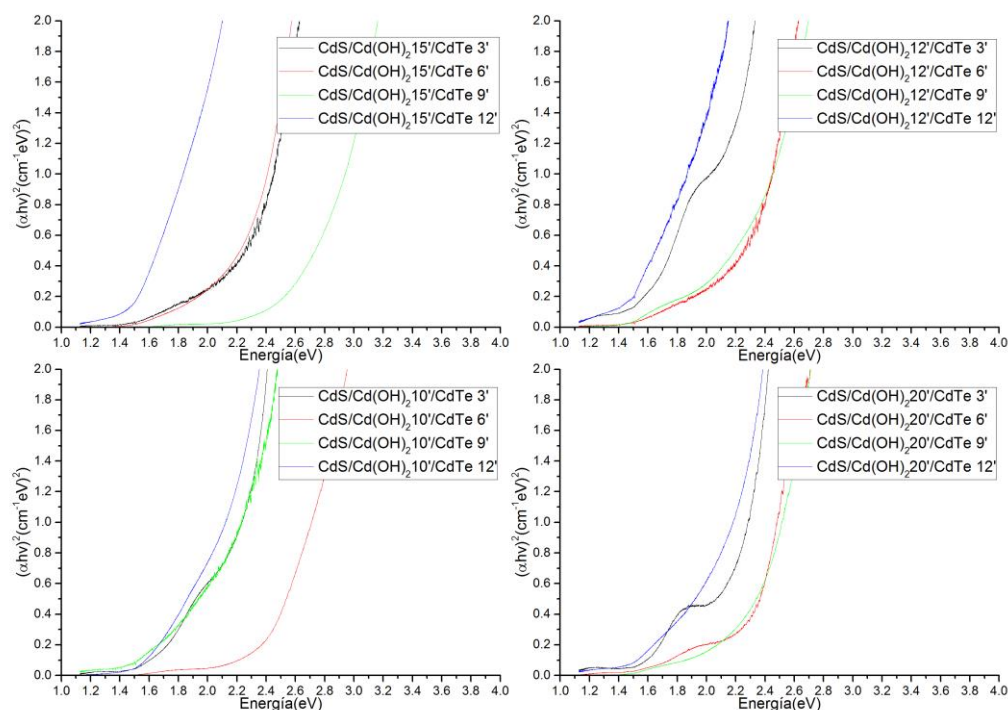 CdS/Cd(OH)₂15'/CdTe 3'
CdS/Cd(OH)₂15'/CdTe 6'
CdS/Cd(OH)₂15'/CdTe 9'
CdS/Cd(OH)₂15'/CdTe 12'
(αhν)²(cm⁻¹eV)²
2.0
1.8
1.6
1.4
1.2
1.0
0.8
0.6
0.4
0.2
0.0
1.0 1.2 1.4 1.6 1.8 2.0 2.2 2.4 2.6 2.8 3.0 3.2 3.4 3.6 3.8 4.0
Energía(eV)
CdS/Cd(OH)₂12'/CdTe 3'
CdS/Cd(OH)₂12'/CdTe 6'
CdS/Cd(OH)₂12'/CdTe 9'
CdS/Cd(OH)₂12'/CdTe 12'
(αhν)²(cm⁻¹eV)²
2.0
1.8
1.6
1.4
1.2
1.0
0.8
0.6
0.4
0.2
0.0
1.0 1.2 1.4 1.6 1.8 2.0 2.2 2.4 2.6 2.8 3.0 3.2 3.4 3.6 3.8 4.0
Energía(eV)
CdS/Cd(OH)₂10'/CdTe 3'
CdS/Cd(OH)₂10'/CdTe 6'
CdS/Cd(OH)₂10'/CdTe 9'
CdS/Cd(OH)₂10'/CdTe 12'
(αhν)²(cm⁻¹eV)²
2.0
1.8
1.6
1.4
1.2
1.0
0.8
0.6
0.4
0.2
0.0
1.0 1.2 1.4 1.6 1.8 2.0 2.2 2.4 2.6 2.8 3.0 3.2 3.4 3.6 3.8 4.0
Energía(eV)
CdS/Cd(OH)₂20'/CdTe 3'
CdS/Cd(OH)₂20'/CdTe 6'
CdS/Cd(OH)₂20'/CdTe 9'
CdS/Cd(OH)₂20'/CdTe 12'
(αhν)²(cm⁻¹eV)²
2.0
1.8
1.6
1.4
1.2
1.0
0.8
0.6
0.4
0.2
0.0
1.0 1.2 1.4 1.6 1.8 2.0 2.2 2.4 2.6 2.8 3.0 3.2 3.4 3.6 3.8 4.0
Energía(eV)